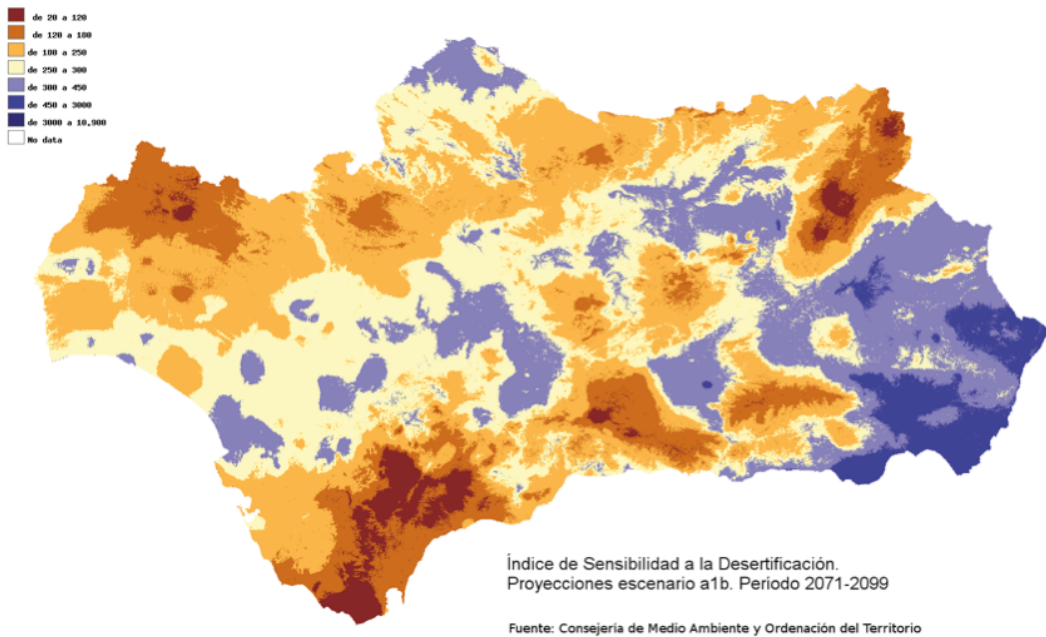 de 20 a 120
de 120 a 180
de 180 a 250
de 250 a 300
de 300 a 450
de 450 a 3000
de 3000 a 10.900
No data
Índice de Sensibilidad a la Desertificación.
Proyecciones escenario a1b. Periodo 2071-2099
Fuente: Consejería de Medio Ambiente y Ordenación del Territorio